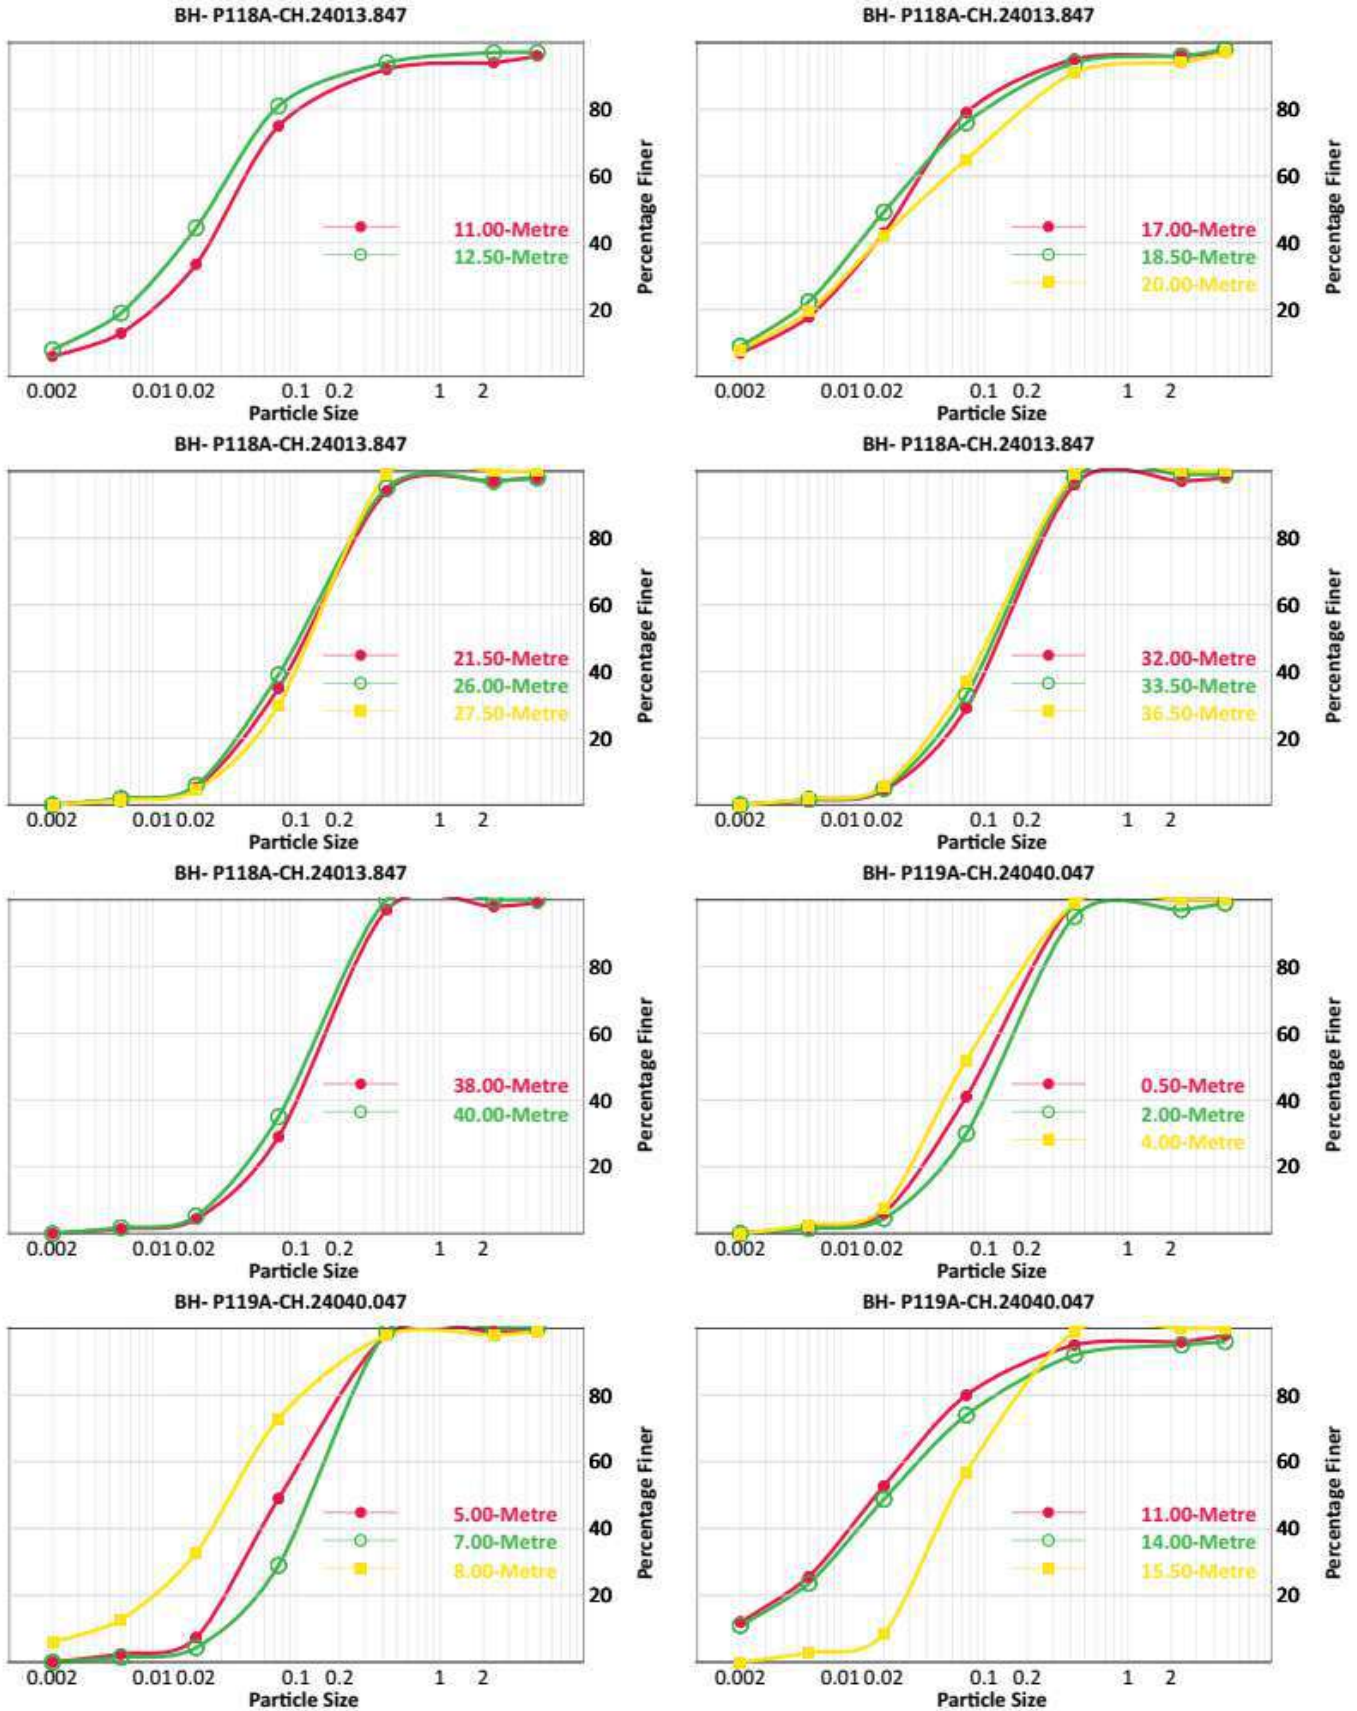 BH- P118A-CH.24013.847
80
60
40
20
Percentage Finer
11.00-Metre
12.50-Metre
0.002 0.01 0.02 0.1 0.2 1 2
Particle Size
BH- P118A-CH.24013.847
80
60
40
20
Percentage Finer
17.00-Metre
18.50-Metre
20.00-Metre
0.002 0.01 0.02 0.1 0.2 1 2
Particle Size
BH- P118A-CH.24013.847
80
60
40
20
Percentage Finer
21.50-Metre
26.00-Metre
27.50-Metre
0.002 0.01 0.02 0.1 0.2 1 2
Particle Size
BH- P118A-CH.24013.847
80
60
40
20
Percentage Finer
32.00-Metre
33.50-Metre
36.50-Metre
0.002 0.01 0.02 0.1 0.2 1 2
Particle Size
BH- P118A-CH.24013.847
80
60
40
20
Percentage Finer
38.00-Metre
40.00-Metre
0.002 0.01 0.02 0.1 0.2 1 2
Particle Size
BH- P119A-CH.24040.047
80
60
40
20
Percentage Finer
0.50-Metre
2.00-Metre
4.00-Metre
0.002 0.01 0.02 0.1 0.2 1 2
Particle Size
BH- P119A-CH.24040.047
80
60
40
20
Percentage Finer
5.00-Metre
7.00-Metre
8.00-Metre
0.002 0.01 0.02 0.1 0.2 1 2
Particle Size
BH- P119A-CH.24040.047
80
60
40
20
Percentage Finer
11.00-Metre
14.00-Metre
15.50-Metre
0.002 0.01 0.02 0.1 0.2 1 2
Particle Size